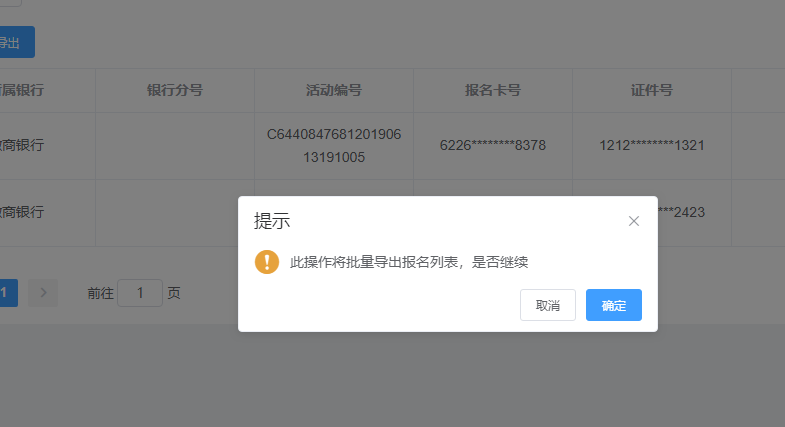 导出
属银行
银行分号
活动编号
报名卡号
证件号
商银行
C6440847681201906
13191005
6226********8378
1212********1321
商银行
***2423
提示
此操作将批量导出报名列表，是否继续
取消
确定
1
前往
1
页